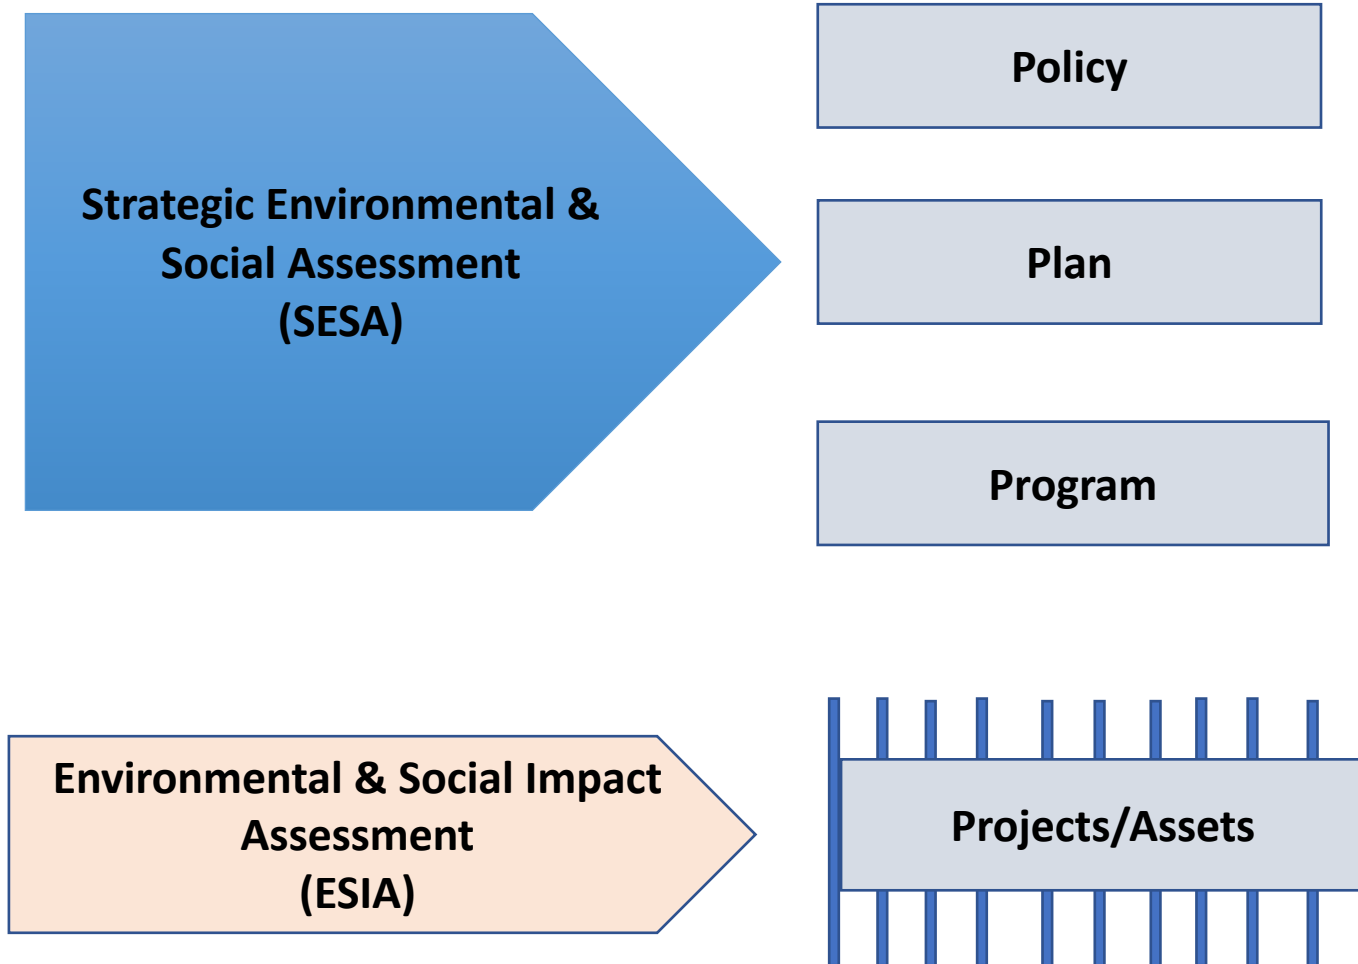 Strategic Environmental &
Social Assessment
(SESA)
Policy
Plan
Program
Environmental & Social Impact
Assessment
(ESIA)
Projects/Assets